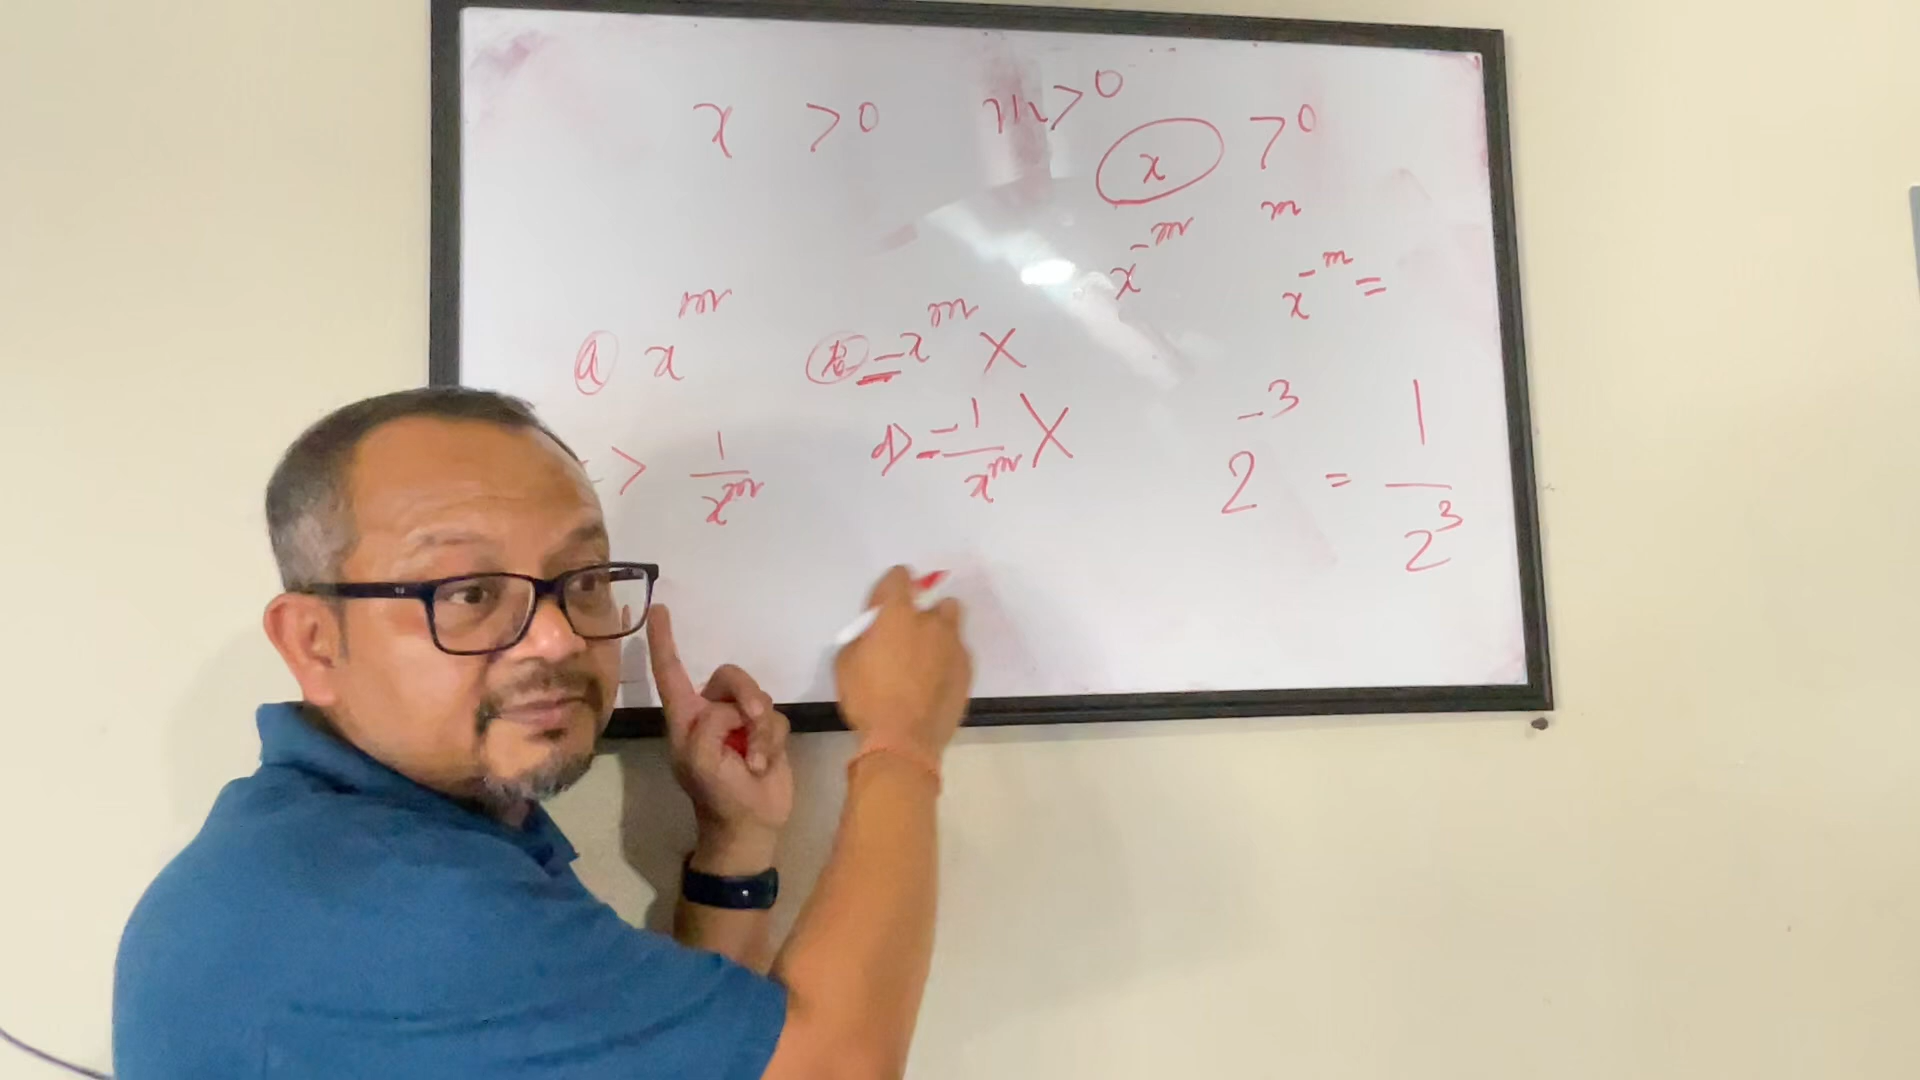 x > 0 m > 0
x > 0
x^-m m
x^-m =
a x^m b - x^m X
> 1/x^m d> - 1/x^m X
2^-3 = 1/2^3